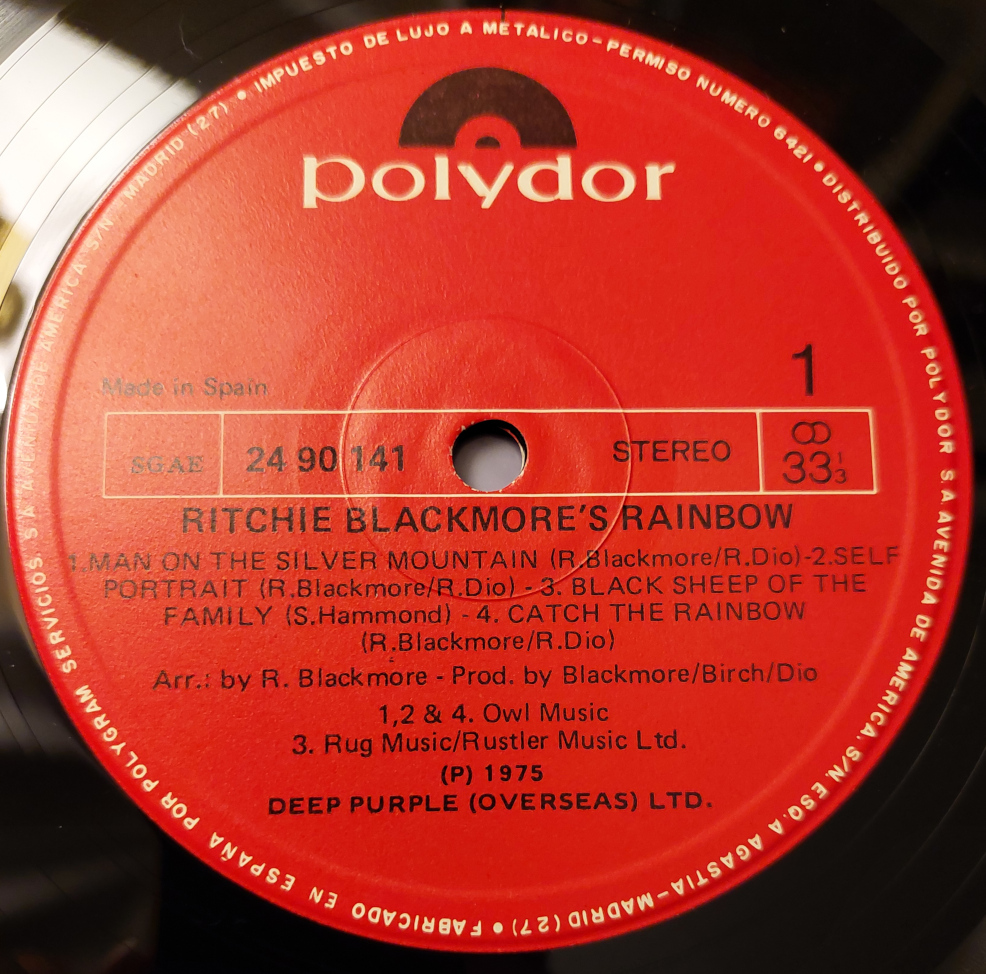 IMPUESTO DE LUJO A METALICO - PERMISO NUMERO 6421 • DISTRIBUIDO POR POLYDOR S A AVENIDA DE AMERICA, S/N ESQ. A AGASTIA - MADRID (27) • FABRICADO EN ESPAÑA POR POLYGRAM SERVICIOS, S A AVENIDA DE AMERICA S/N MADRID (27) •
polydor
1
Made in Spain
SGAE 24 90 141 STEREO 33 1/3
RITCHIE BLACKMORE'S RAINBOW
1.MAN ON THE SILVER MOUNTAIN (R.Blackmore/R.Dio)-2.SELF
PORTRAIT (R.Blackmore/R.Dio) - 3. BLACK SHEEP OF THE
FAMILY (S.Hammond) - 4. CATCH THE RAINBOW
(R.Blackmore/R.Dio)
Arr.: by R. Blackmore - Prod. by Blackmore/Birch/Dio
1,2 & 4. Owl Music
3. Rug Music/Rustler Music Ltd.
(P) 1975
DEEP PURPLE (OVERSEAS) LTD.